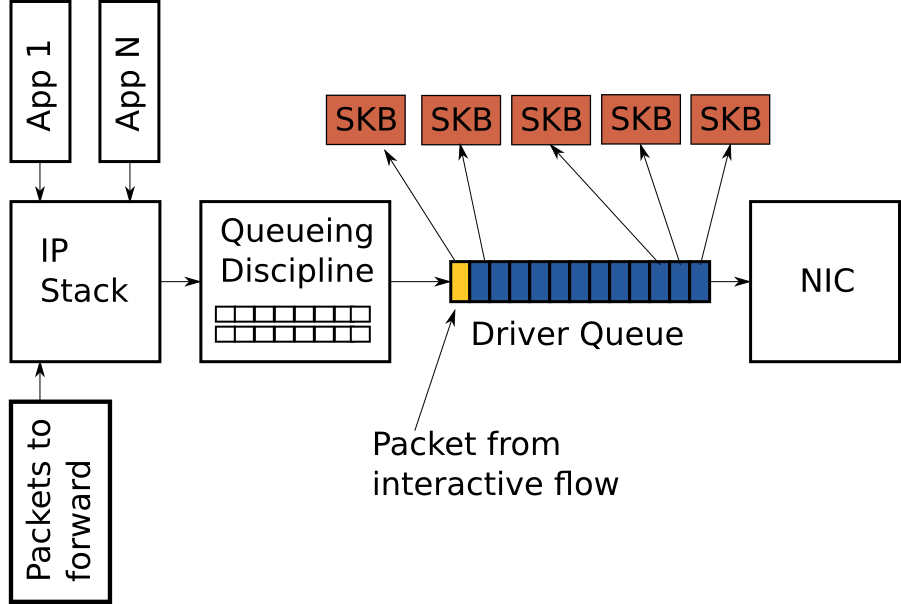 App 1
App N
SKB
SKB
SKB
SKB
SKB
IP
Stack
Queueing
Discipline
Driver Queue
NIC
Packet from
interactive flow
Packets to
forward